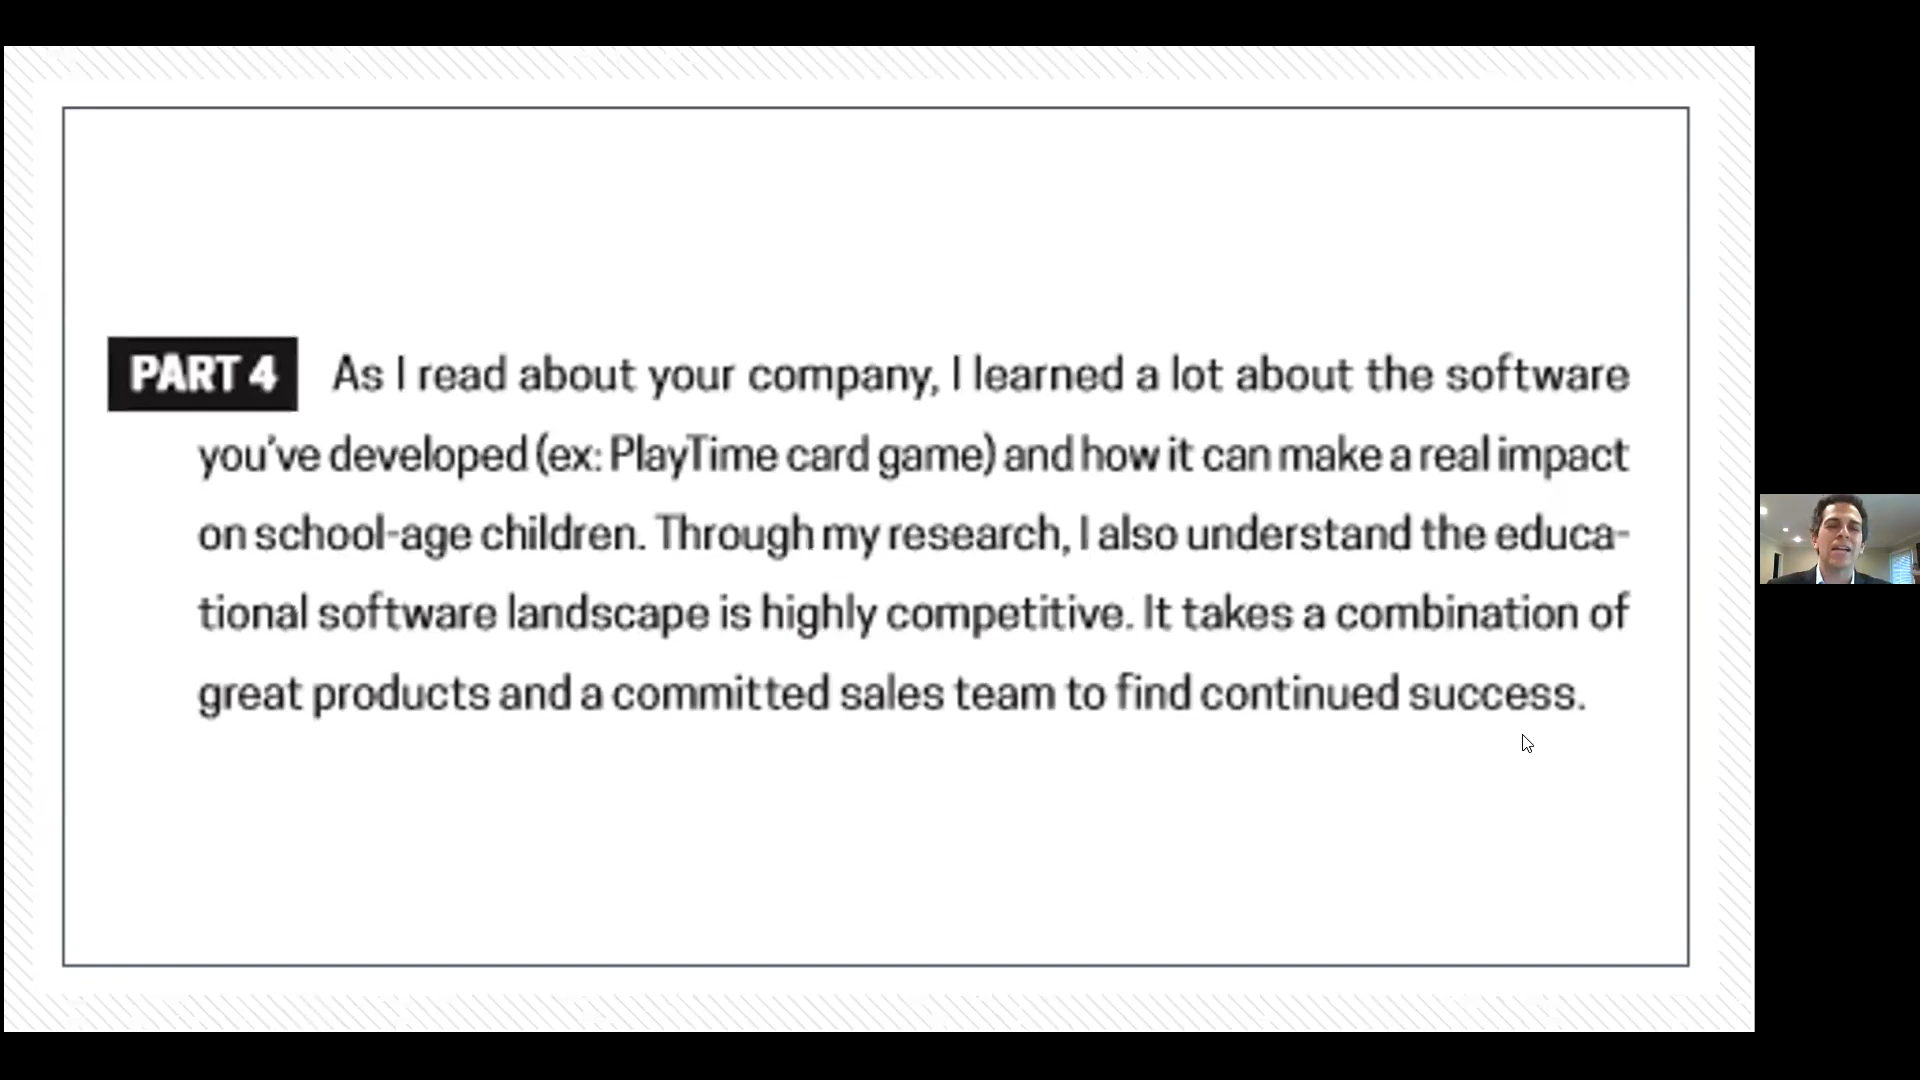 PART 4 As I read about your company, I learned a lot about the software
you've developed (ex: PlayTime card game) and how it can make a real impact
on school-age children. Through my research, I also understand the educa-
tional software landscape is highly competitive. It takes a combination of
great products and a committed sales team to find continued success.